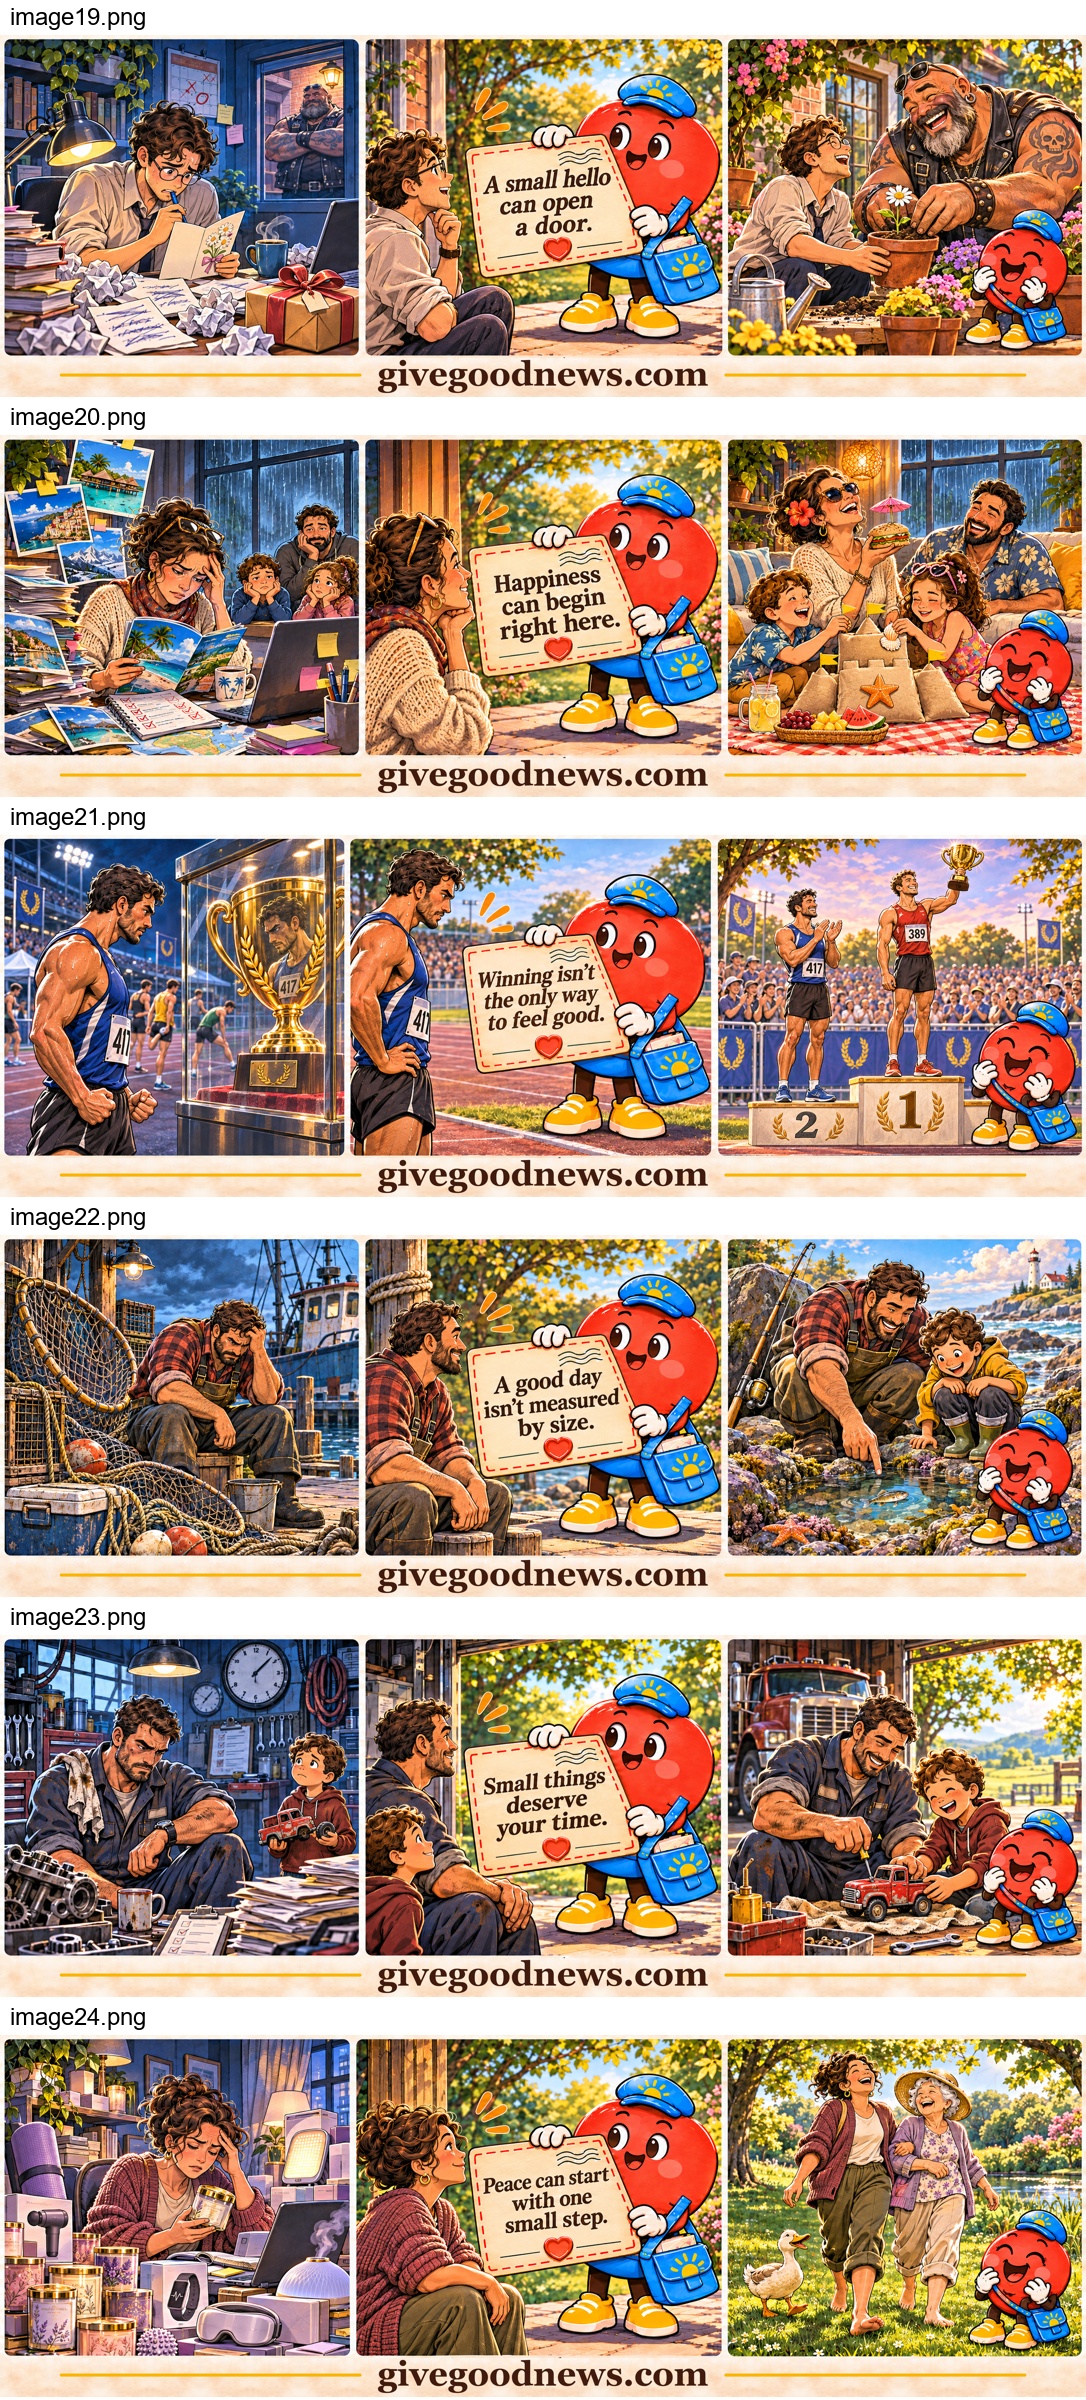 image19.png
A small hello
can open
a door.
givegoodnews.com
image20.png
Happiness
can begin
right here.
givegoodnews.com
image21.png
417
417
Winning isn't
the only way
to feel good.
417
389
2
1
givegoodnews.com
image22.png
A good day
isn't measured
by size.
givegoodnews.com
image23.png
Small things
deserve
your time.
givegoodnews.com
image24.png
Peace can start
with one
small step.
givegoodnews.com